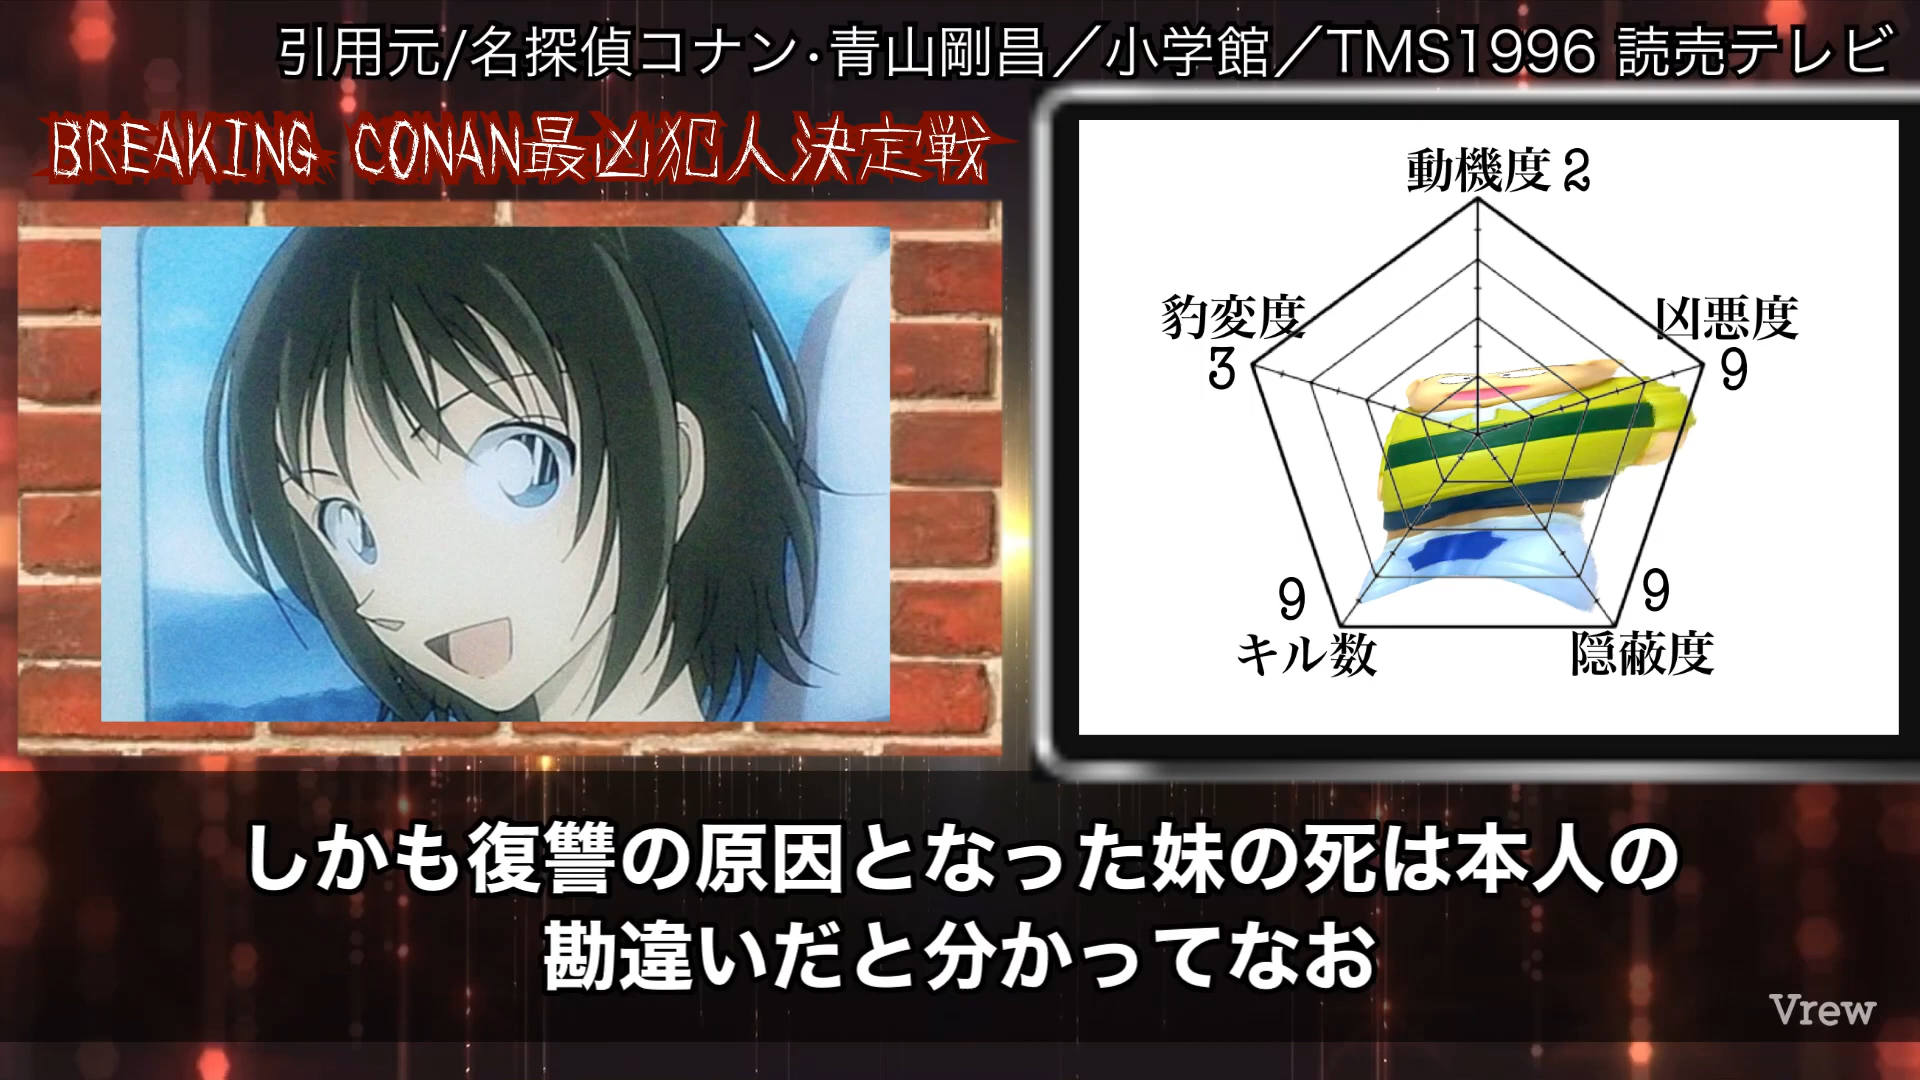 引用元/名探偵コナン・青山剛昌／小学館／TMS1996 読売テレビ
BREAKING CONAN最凶犯人決定戦
動機度 2
豹変度
3
凶悪度
9
9
キル数
9
隠蔽度
しかも復讐の原因となった妹の死は本人の
勘違いだと分かってなお
Vrew